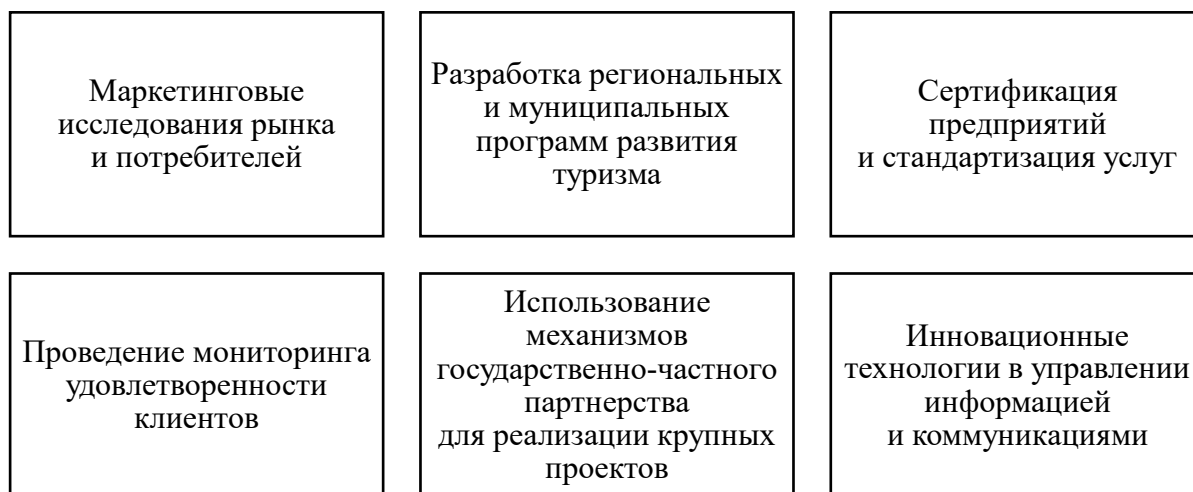 Маркетинговые
исследования рынка
и потребителей
Разработка региональных
и муниципальных
программ развития
туризма
Сертификация
предприятий
и стандартизация услуг
Проведение мониторинга
удовлетворенности
клиентов
Использование
механизмов
государственно-частного
партнерства
для реализации крупных
проектов
Инновационные
технологии в управлении
информацией
и коммуникациями